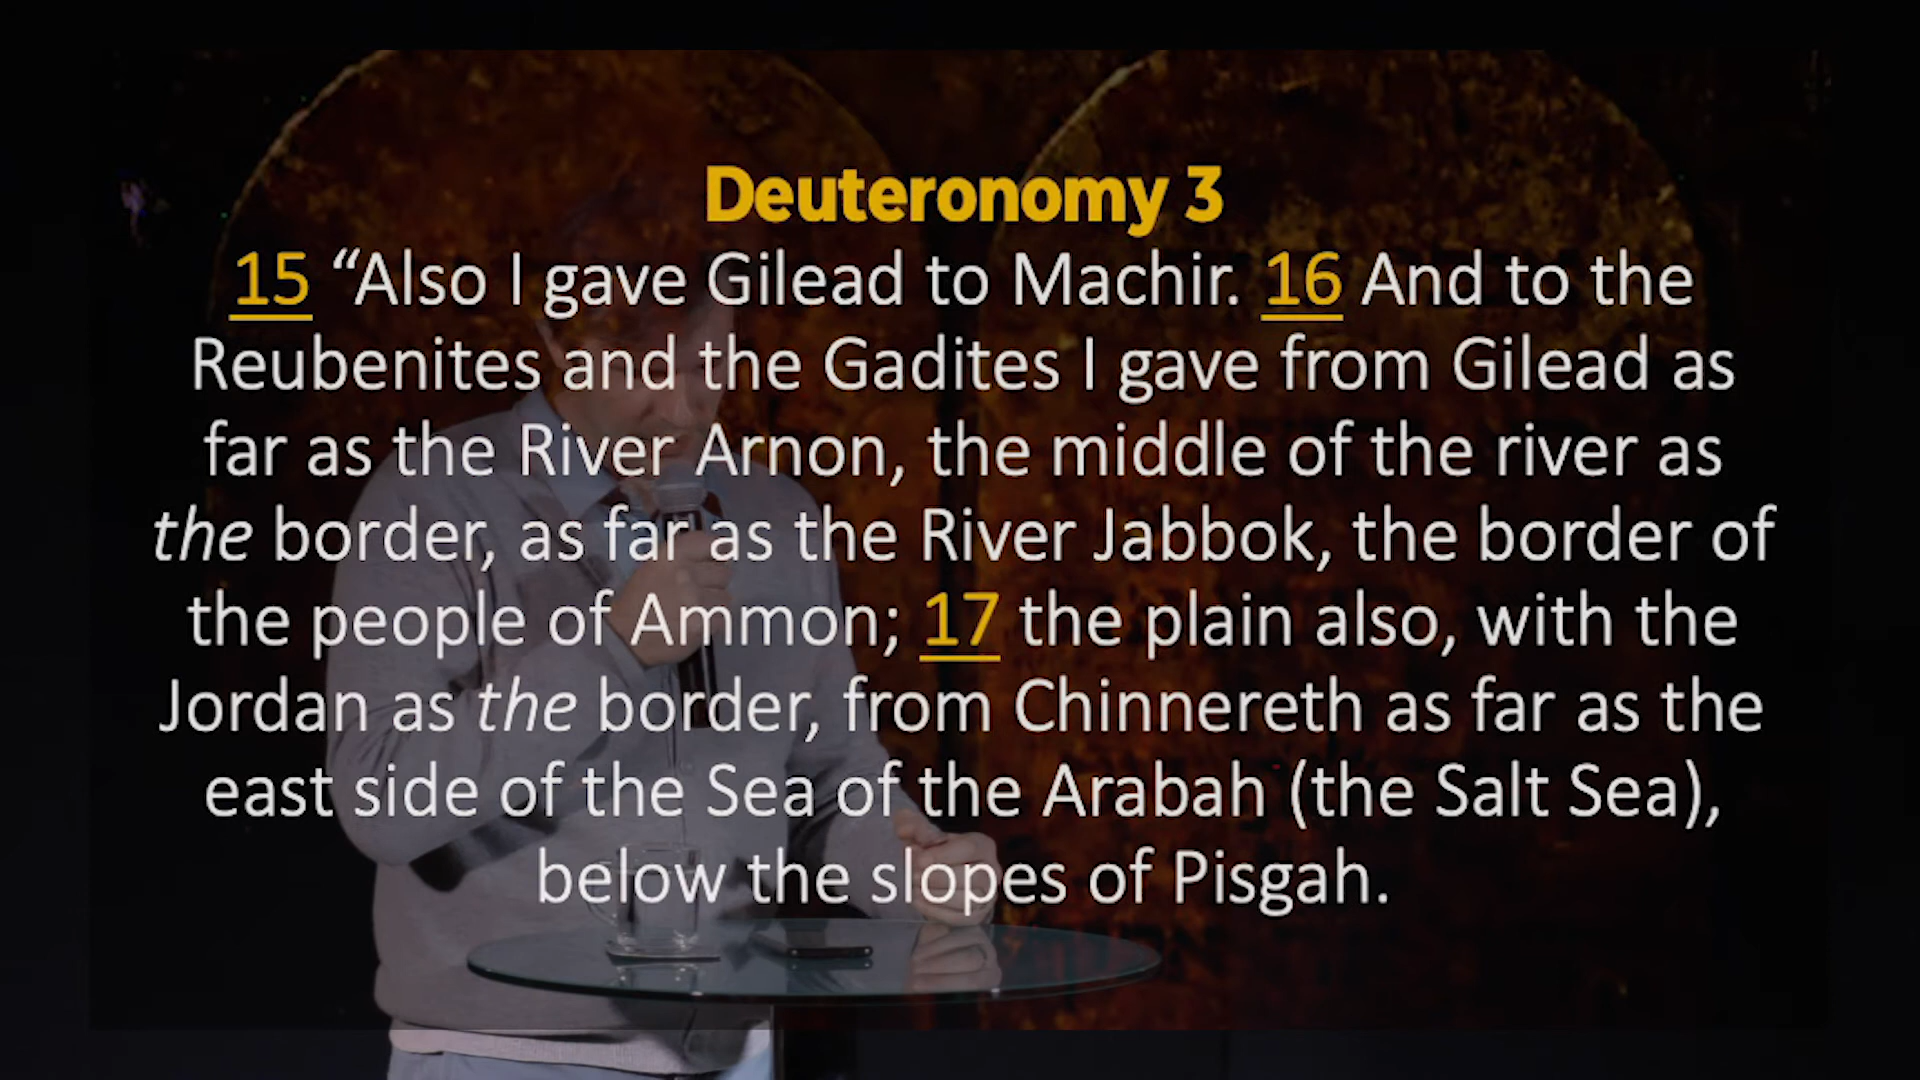 Deuteronomy 3
15 “Also I gave Gilead to Machir. 16 And to the
Reubenites and the Gadites I gave from Gilead as
far as the River Arnon, the middle of the river as
the border, as far as the River Jabbok, the border of
the people of Ammon; 17 the plain also, with the
Jordan as the border, from Chinnereth as far as the
east side of the Sea of the Arabah (the Salt Sea),
below the slopes of Pisgah.